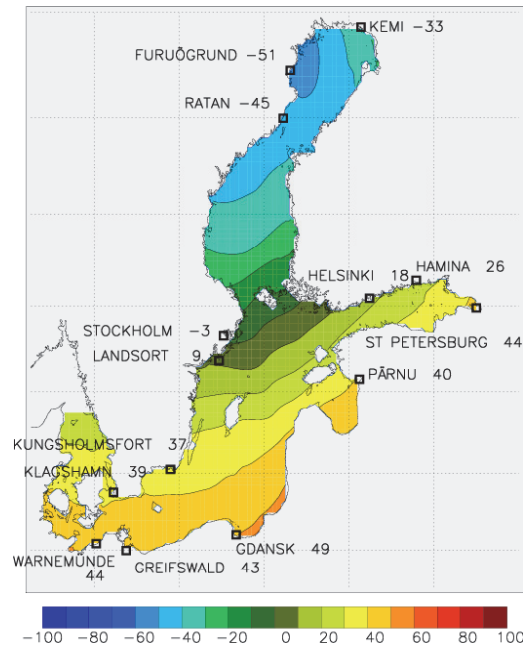 KEMI -33
FURUÖGRUND -51
RATAN -45
HELSINKI 18
HAMINA 26
STOCKHOLM -3
LANDSORT 9
ST PETERSBURG 44
PÄRNU 40
KUNGSHOLMSFORT 37
KLAGSHAMN 39
WARNEMÜNDE 44
GREIFSWALD 43
GDANSK 49
-100 -80 -60 -40 -20 0 20 40 60 80 100